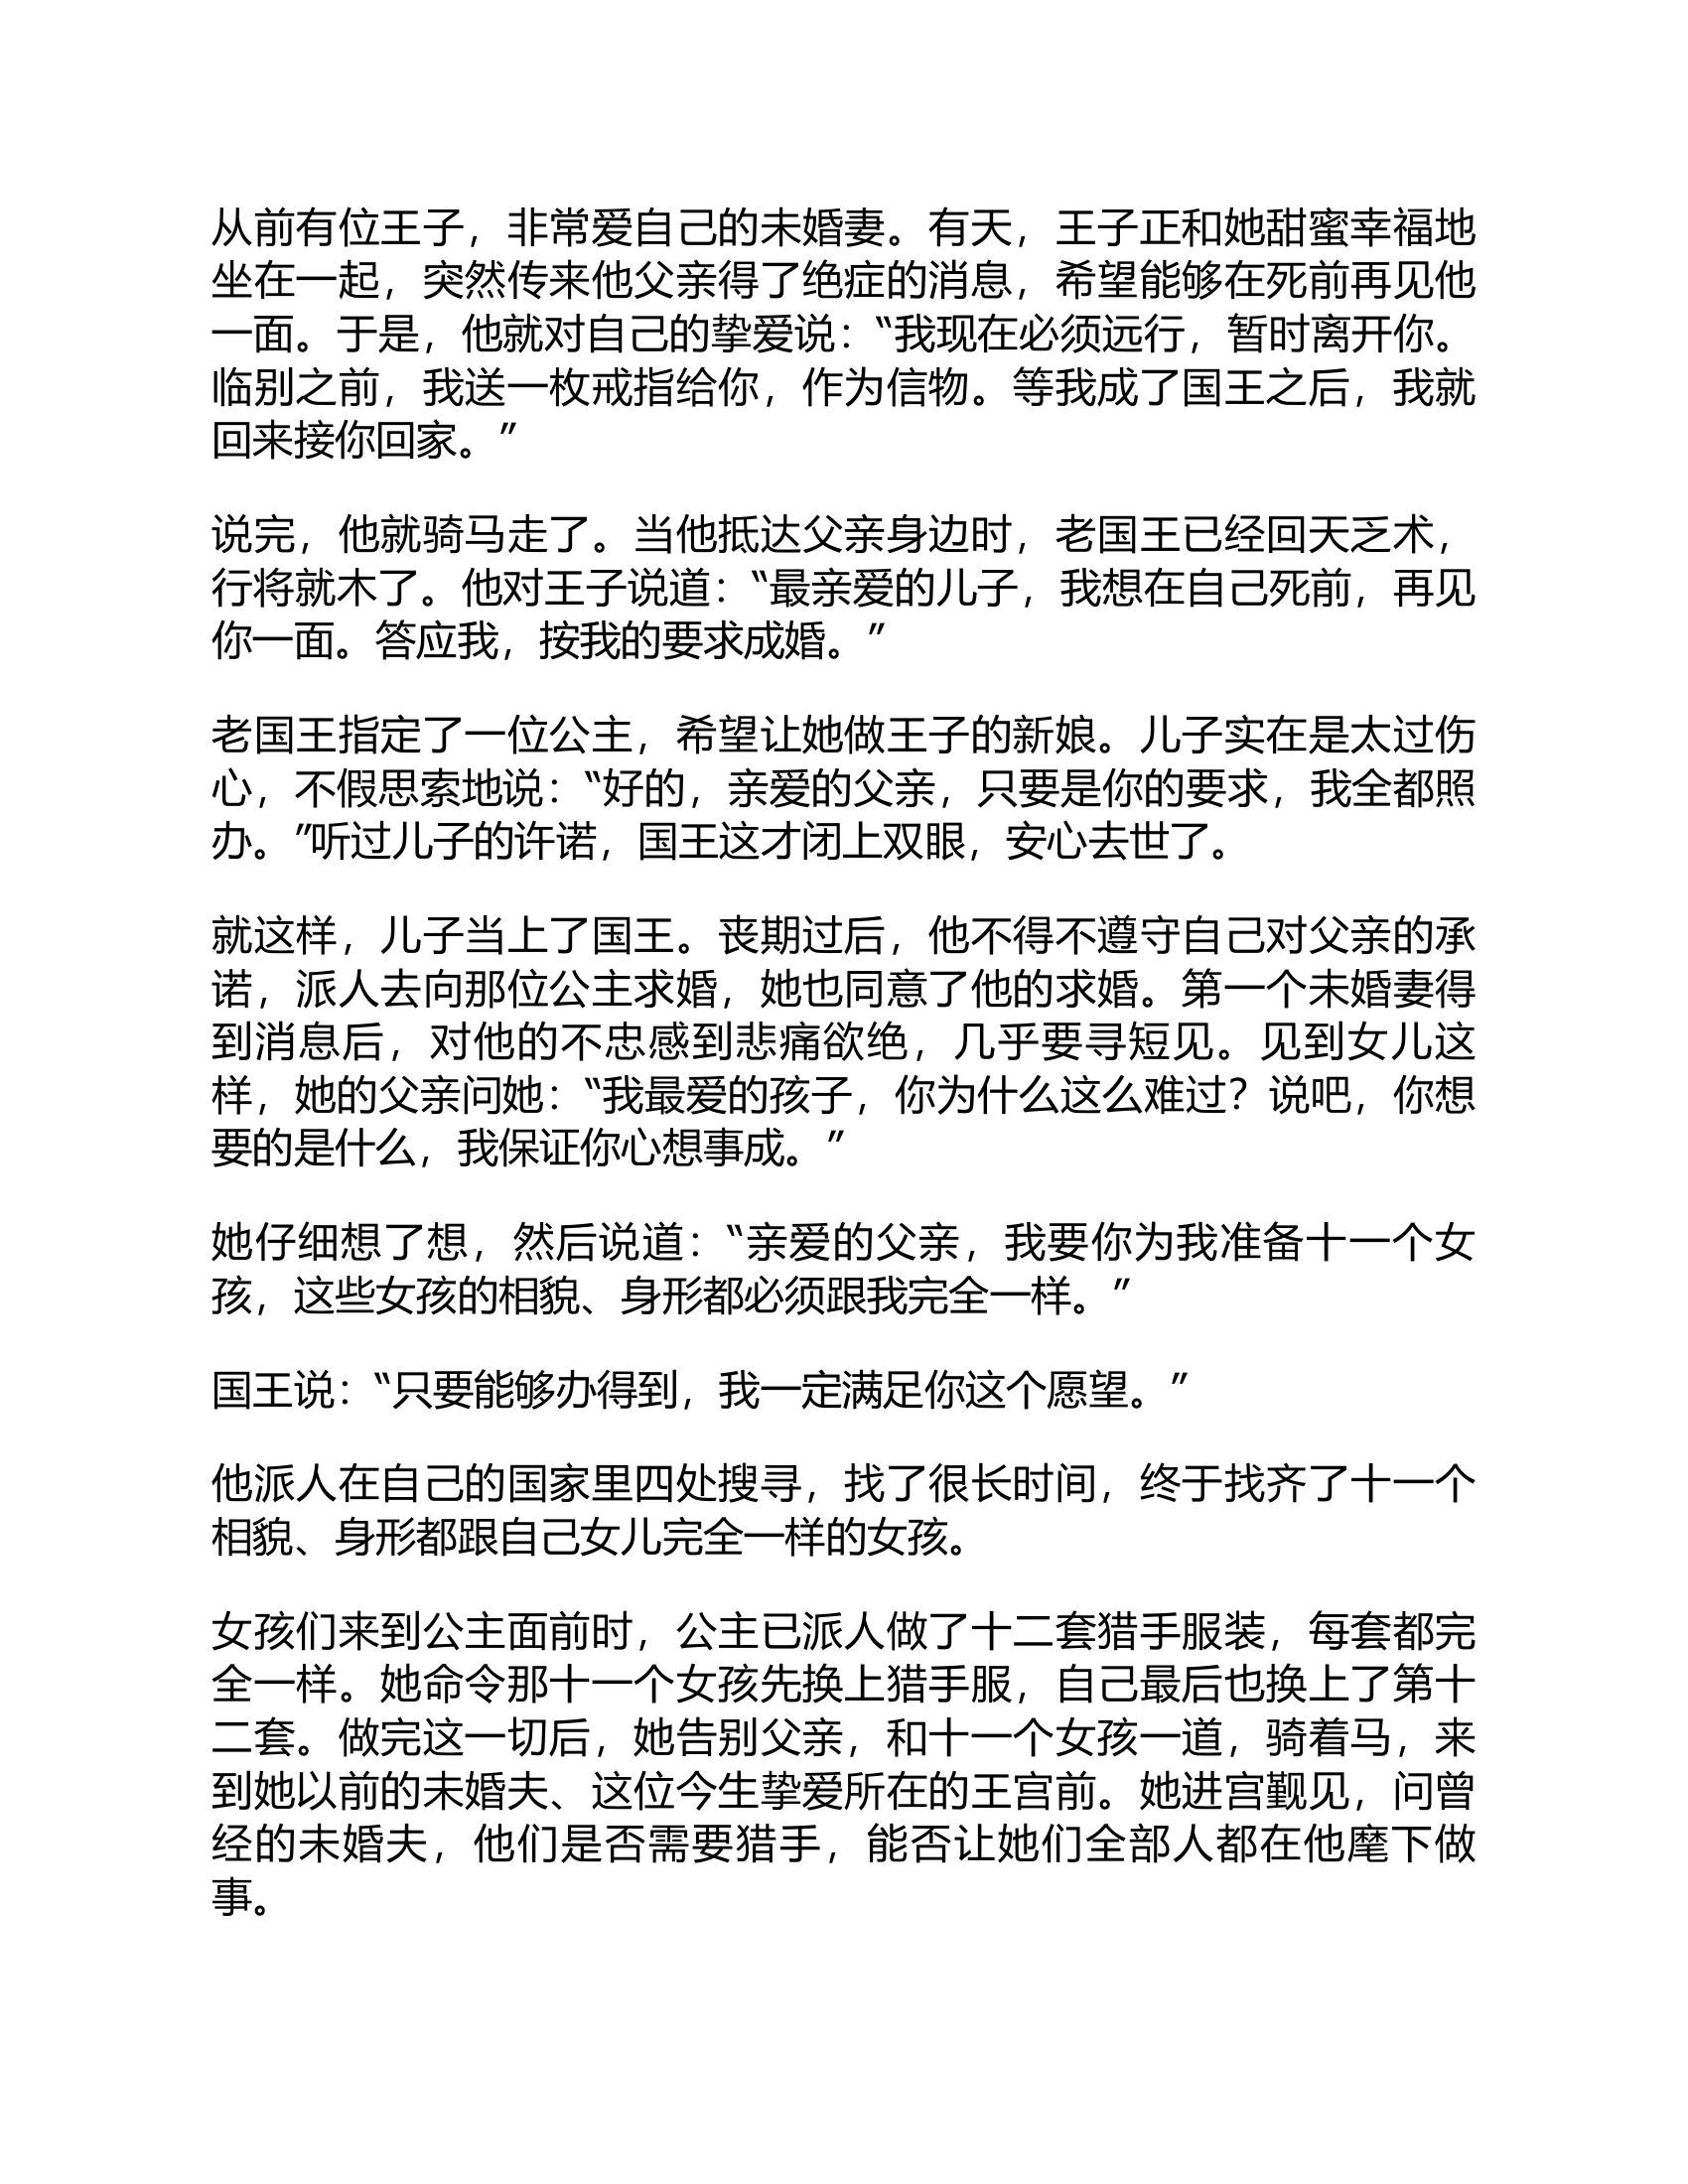 从前有位王子，非常爱自己的未婚妻。有天，王子正和她甜蜜幸福地
坐在一起，突然传来他父亲得了绝症的消息，希望能够在死前再见他
一面。于是，他就对自己的挚爱说：“我现在必须远行，暂时离开你。
临别之前，我送一枚戒指给你，作为信物。等我成了国王之后，我就
回来接你回家。”
说完，他就骑马走了。当他抵达父亲身边时，老国王已经回天乏术，
行将就木了。他对王子说道：“最亲爱的儿子，我想在自己死前，再见
你一面。答应我，按我的要求成婚。”
老国王指定了一位公主，希望让她做王子的新娘。儿子实在是太过伤
心，不假思索地说：“好的，亲爱的父亲，只要是你的要求，我全都照
办。”听过儿子的许诺，国王这才闭上双眼，安心去世了。
就这样，儿子当上了国王。丧期过后，他不得不遵守自己对父亲的承
诺，派人去向那位公主求婚，她也同意了他的求婚。第一个未婚妻得
到消息后，对他的不忠感到悲痛欲绝，几乎要寻短见。见到女儿这
样，她的父亲问她：“我最爱的孩子，你为什么这么难过？说吧，你想
要的是什么，我保证你心想事成。”
她仔细想了想，然后说道：“亲爱的父亲，我要你为我准备十一个女
孩，这些女孩的相貌、身形都必须跟我完全一样。”
国王说：“只要能够办得到，我一定满足你这个愿望。”
他派人在自己的国家里四处搜寻，找了很长时间，终于找齐了十一个
相貌、身形都跟自己女儿完全一样的女孩。
女孩们来到公主面前时，公主已派人做了十二套猎手服装，每套都完
全一样。她命令那十一个女孩先换上猎手服，自己最后也换上了第十
二套。做完这一切后，她告别父亲，和十一个女孩一道，骑着马，来
到她以前的未婚夫、这位今生挚爱所在的王宫前。她进宫觐见，问曾
经的未婚夫，他们是否需要猎手，能否让她们全部人都在他麾下做
事。